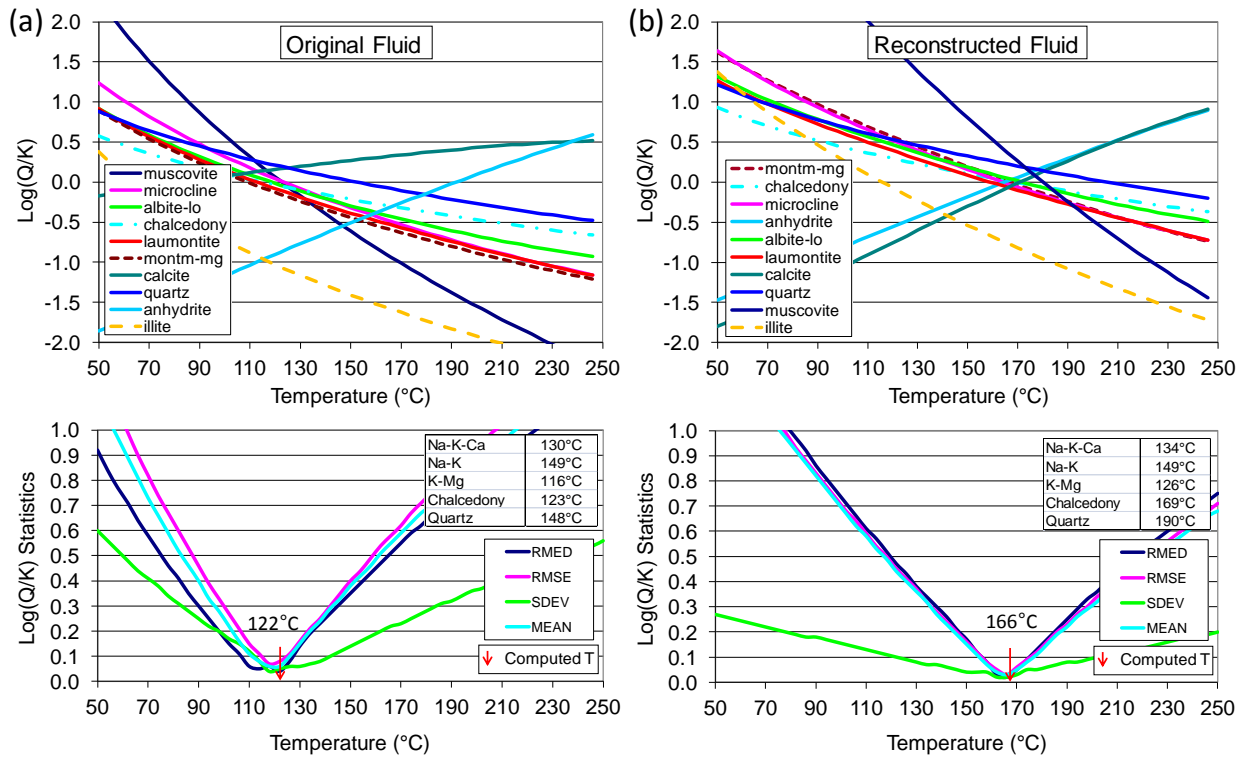 (a)
Original Fluid
Log(Q/K)
2.0
1.5
1.0
0.5
0.0
-0.5
-1.0
-1.5
-2.0
muscovite
microcline
albite-lo
chalcedony
laumontite
montm-mg
calcite
quartz
anhydrite
illite
50 70 90 110 130 150 170 190 210 230 250
Temperature (°C)
(b)
Reconstructed Fluid
Log(Q/K)
2.0
1.5
1.0
0.5
0.0
-0.5
-1.0
-1.5
-2.0
montm-mg
chalcedony
microcline
anhydrite
albite-lo
laumontite
calcite
quartz
muscovite
illite
50 70 90 110 130 150 170 190 210 230 250
Temperature (°C)
Log(Q/K) Statistics
1.0
0.9
0.8
0.7
0.6
0.5
0.4
0.3
0.2
0.1
0.0
Na-K-Ca 130°C
Na-K 149°C
K-Mg 116°C
Chalcedony 123°C
Quartz 148°C
RMED
RMSE
SDEV
MEAN
122°C
Computed T
50 70 90 110 130 150 170 190 210 230 250
Temperature (°C)
Log(Q/K) Statistics
1.0
0.9
0.8
0.7
0.6
0.5
0.4
0.3
0.2
0.1
0.0
Na-K-Ca 134°C
Na-K 149°C
K-Mg 126°C
Chalcedony 169°C
Quartz 190°C
RMED
RMSE
SDEV
MEAN
166°C
Computed T
50 70 90 110 130 150 170 190 210 230 250
Temperature (°C)